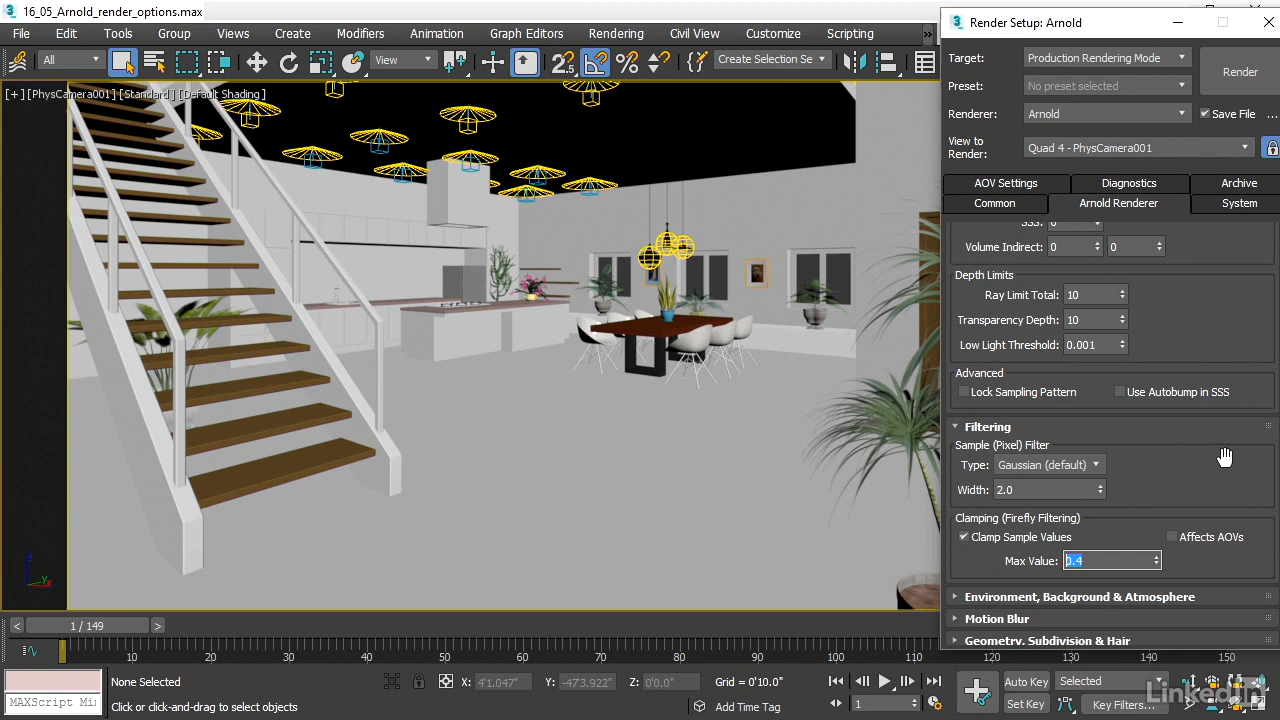 16_05_Arnold_render_options.max
File Edit Tools Group Views Create Modifiers Animation Graph Editors Rendering Civil View Customize Scripting »
All View Create Selection Se
[+] [PhysCamera001] [Standard] [Default Shading]
Render Setup: Arnold
Target: Production Rendering Mode
Render
Preset: No preset selected
Renderer: Arnold Save File ...
View to Render: Quad 4 - PhysCamera001
AOV Settings Diagnostics Archive
Common Arnold Renderer System
SSS: 0
Volume Indirect: 0 0
Depth Limits
Ray Limit Total: 10
Transparency Depth: 10
Low Light Threshold: 0.001
Advanced
Lock Sampling Pattern Use Autobump in SSS
Filtering
Sample (Pixel) Filter
Type: Gaussian (default)
Width: 2.0
Clamping (Firefly Filtering)
Clamp Sample Values Affects AOVs
Max Value: 0.4
Environment, Background & Atmosphere
Motion Blur
Geometry, Subdivision & Hair
z y
< 1 / 149 >
10 20 30 40 50 60 70 80 90 100 110 120 130 140 150
None Selected X: 4'1.047" Y: -47'3.922" Z: 0'0.0" Grid = 0'10.0" Auto Key Selected
MAXScript Min Click or click-and-drag to select objects Add Time Tag 1 Set Key Key Filters...
LinkedIn